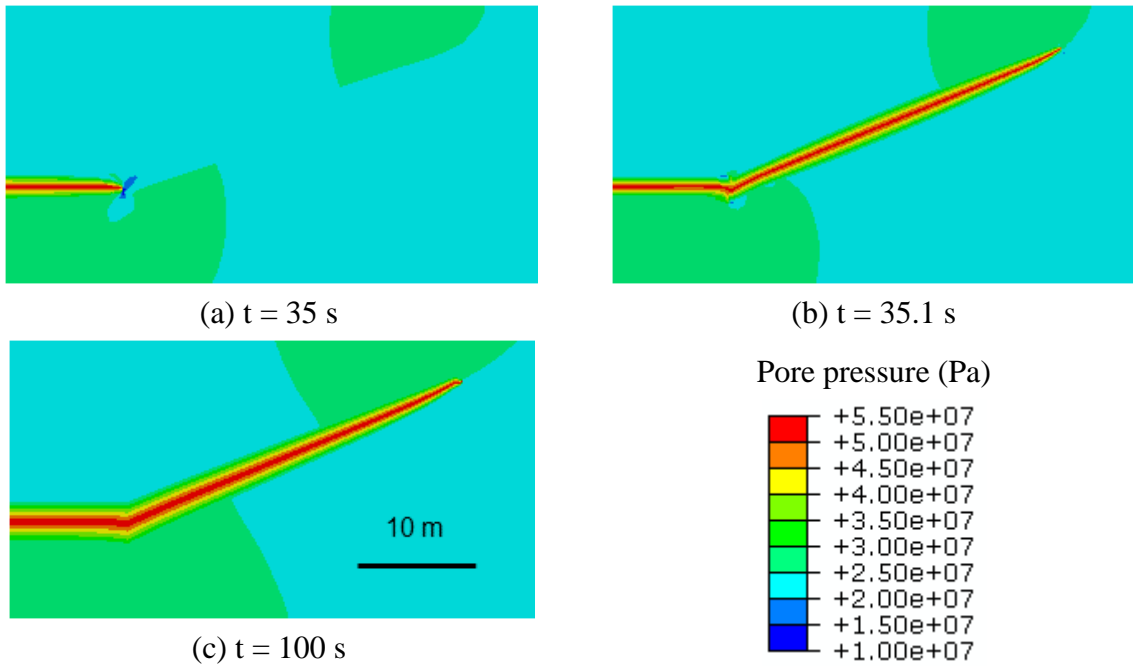 (a) t = 35 s
(b) t = 35.1 s
10 m
(c) t = 100 s
Pore pressure (Pa)
+5.50e+07
+5.00e+07
+4.50e+07
+4.00e+07
+3.50e+07
+3.00e+07
+2.50e+07
+2.00e+07
+1.50e+07
+1.00e+07